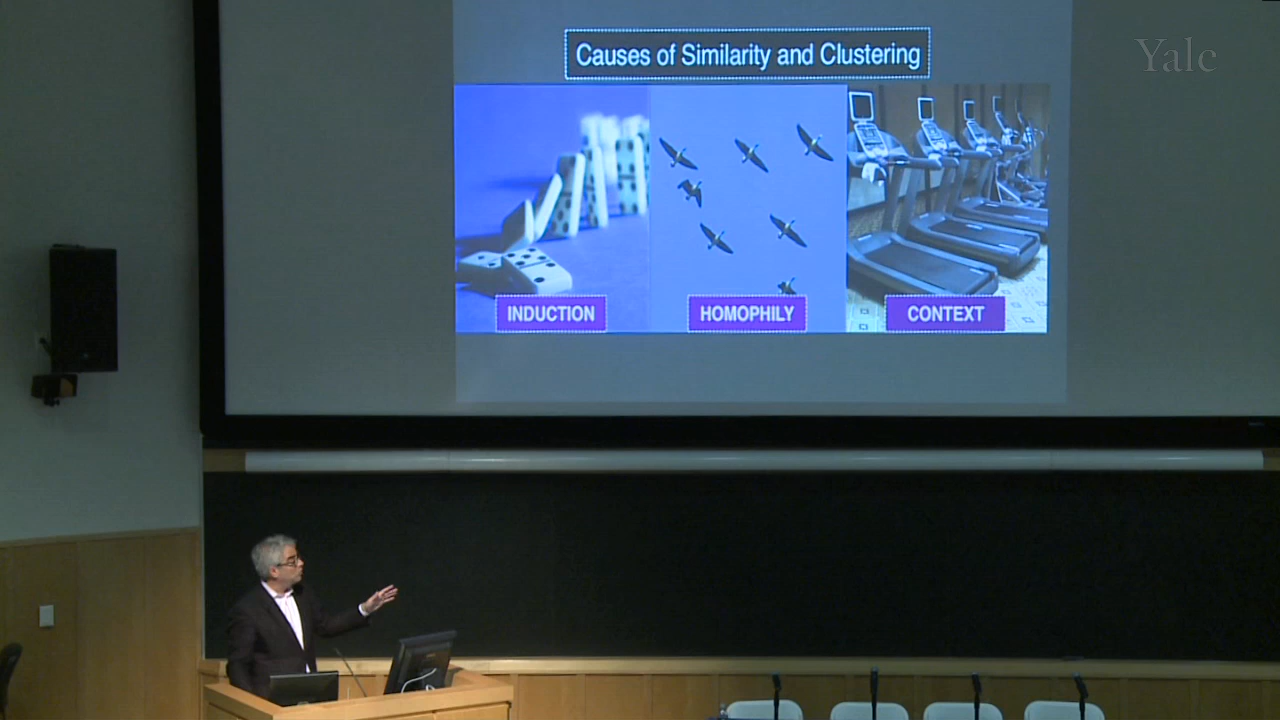 Causes of Similarity and Clustering
Yale
INDUCTION
HOMOPHILY
CONTEXT